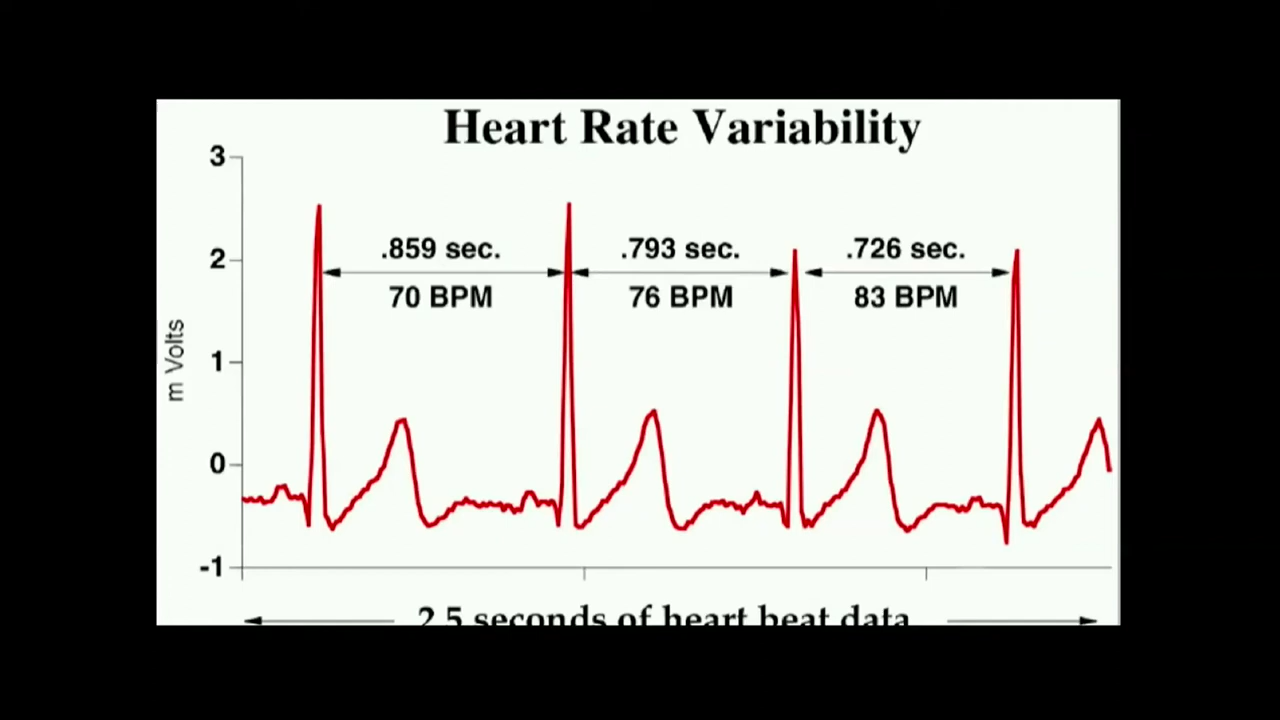 Heart Rate Variability
3
.859 sec. .793 sec. .726 sec.
2
70 BPM 76 BPM 83 BPM
1
m Volts
0
-1
2.5 seconds of heart beat data